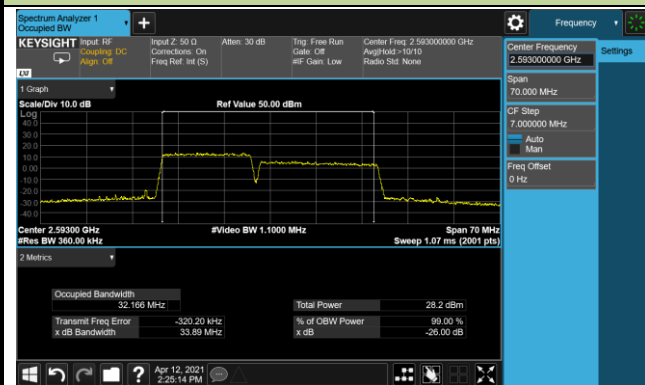 Spectrum Analyzer 1
Occupied BW
Frequency
KEYSIGHT
Input: RF
Coupling: DC
Align: Off
Input Z: 50 Ω
Corrections: On
Freq Ref: Int (S)
Atten: 30 dB
Trig: Free Run
Gate: Off
#IF Gain: Low
Center Freq: 2.593000000 GHz
Avg|Hold:>10/10
Radio Std: None
LXI
Center Frequency
2.593000000 GHz
Settings
Span
70.000 MHz
CF Step
7.000000 MHz
Auto
Man
Freq Offset
0 Hz
1 Graph
Scale/Div 10.0 dB
Ref Value 50.00 dBm
Log
40.0
30.0
20.0
10.0
0.00
-10.0
-20.0
-30.0
-40.0
Center 2.59300 GHz
#Video BW 1.1000 MHz
Span 70 MHz
#Res BW 360.00 kHz
Sweep 1.07 ms (2001 pts)
2 Metrics
Occupied Bandwidth
32.166 MHz
Total Power 28.2 dBm
Transmit Freq Error -320.20 kHz
% of OBW Power 99.00 %
x dB Bandwidth 33.89 MHz
x dB -26.00 dB
?
Apr 12, 2021
2:25:14 PM